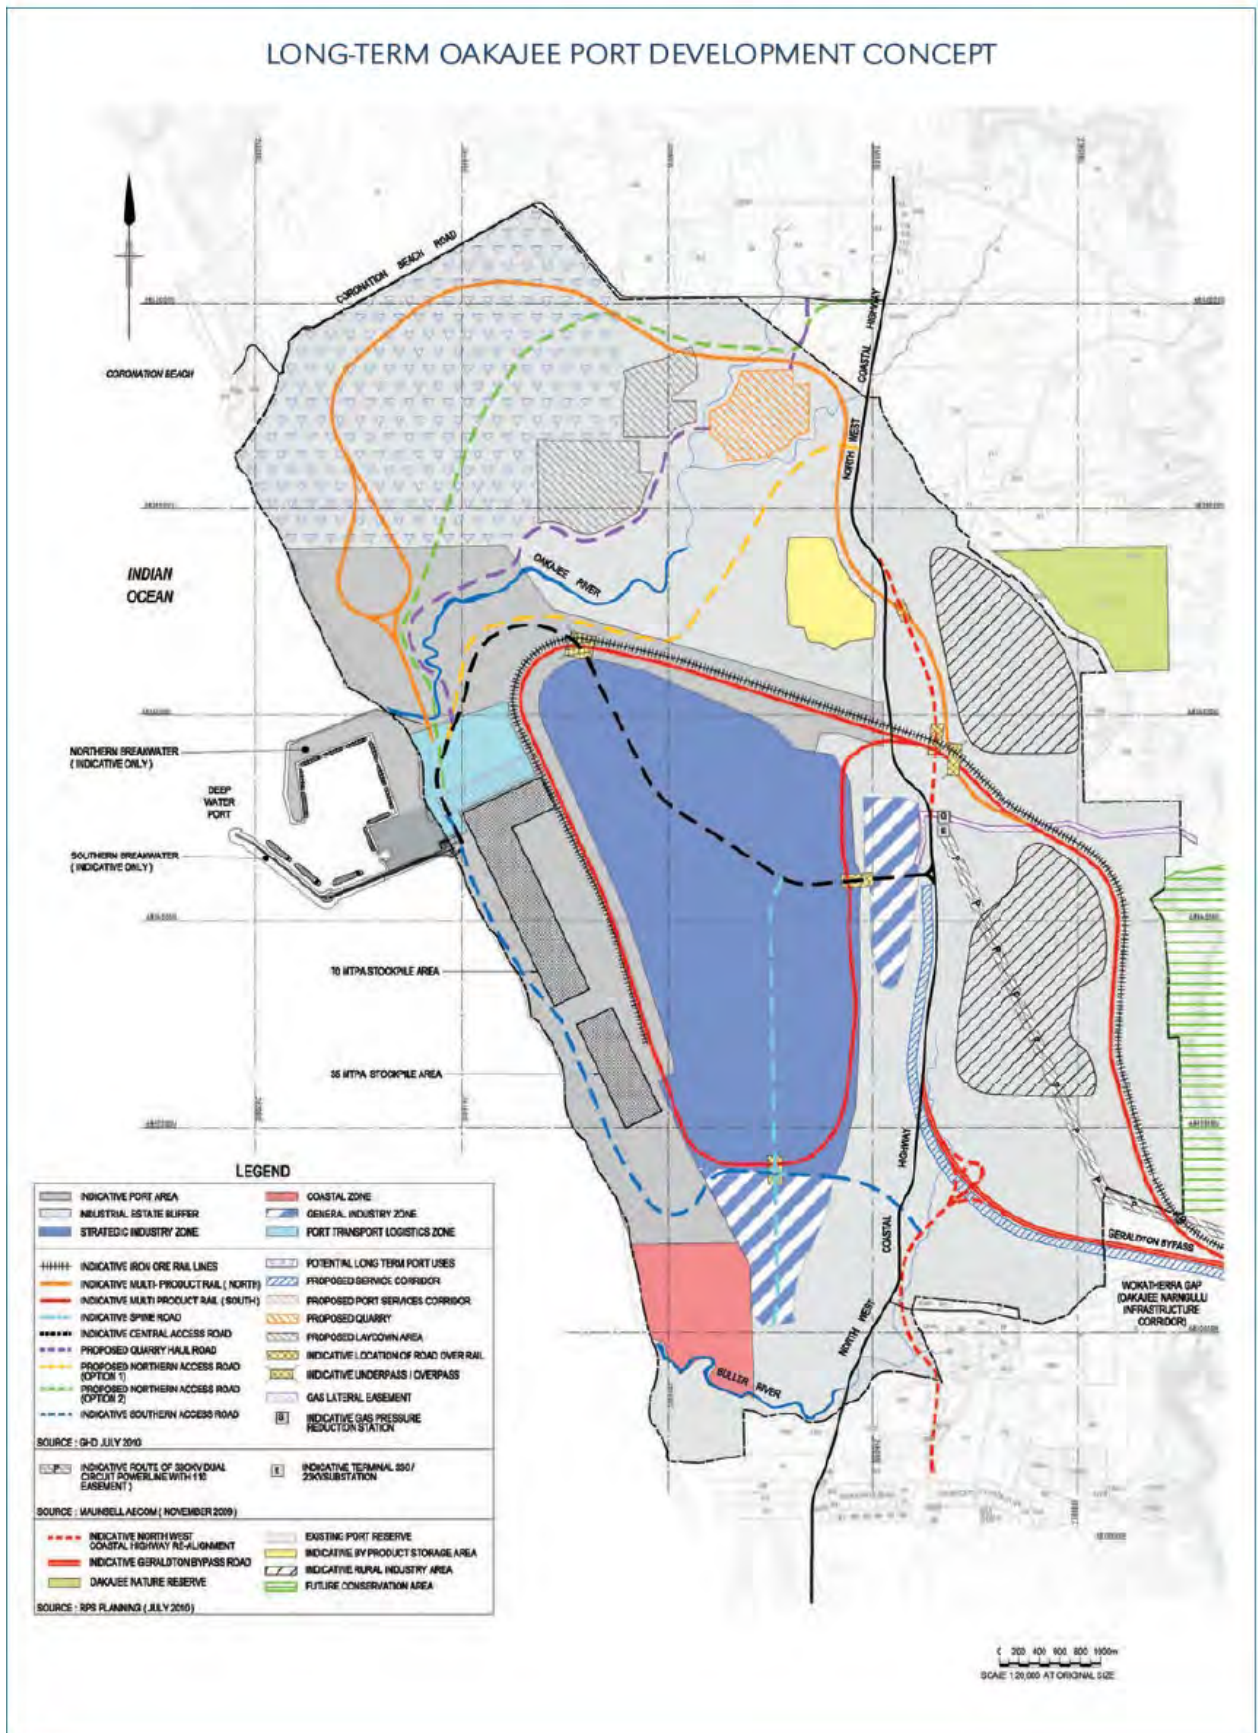 LONG-TERM OAKAJEE PORT DEVELOPMENT CONCEPT
CORONATION BEACH ROAD
COASTAL HIGHWAY
CORONATION BEACH
NORTH WEST
INDIAN
OCEAN
OAKAJEE RIVER
NORTHERN BREAKWATER
( INDICATIVE ONLY )
DEEP
WATER
PORT
SOUTHERN BREAKWATER
( INDICATIVE ONLY )
G
E
P
P
70 MTPA STOCKPILE AREA
P
35 MTPA STOCKPILE AREA
P
P
HIGHWAY
COASTAL
P
GERALDTON BYPASS
WOKATHERRA GAP
(OAKAJEE NARNGULU
INFRASTRUCTURE
CORRIDOR)
NORTH WEST
BULLER RIVER
LEGEND
INDICATIVE PORT AREA
INDUSTRIAL ESTATE BUFFER
STRATEGIC INDUSTRY ZONE
COASTAL ZONE
GENERAL INDUSTRY ZONE
PORT TRANSPORT LOGISTICS ZONE
INDICATIVE IRON ORE RAIL LINES
INDICATIVE MULTI- PRODUCT RAIL ( NORTH)
INDICATIVE MULTI PRODUCT RAIL ( SOUTH)
INDICATIVE SPINE ROAD
INDICATIVE CENTRAL ACCESS ROAD
PROPOSED QUARRY HAUL ROAD
PROPOSED NORTHERN ACCESS ROAD
(OPTION 1)
PROPOSED NORTHERN ACCESS ROAD
(OPTION 2)
INDICATIVE SOUTHERN ACCESS ROAD
POTENTIAL LONG TERM PORT USES
PROPOSED SERVICE CORRIDOR
PROPOSED PORT SERVICES CORRIDOR
PROPOSED QUARRY
PROPOSED LAYDOWN AREA
INDICATIVE LOCATION OF ROAD OVER RAIL
INDICATIVE UNDERPASS / OVERPASS
GAS LATERAL EASEMENT
G
INDICATIVE GAS PRESSURE
REDUCTION STATION
SOURCE : GHD JULY 2010
P
INDICATIVE ROUTE OF 330KV DUAL
CIRCUIT POWERLINE WITH 110
EASEMENT )
E
INDICATIVE TERMINAL 330 /
23KV SUBSTATION
SOURCE : MAUNSELL AECOM ( NOVEMBER 2009 )
INDICATIVE NORTH WEST
COASTAL HIGHWAY RE-ALIGNMENT
INDICATIVE GERALDTON BYPASS ROAD
OAKAJEE NATURE RESERVE
EXISTING PORT RESERVE
INDICATIVE BY PRODUCT STORAGE AREA
INDICATIVE RURAL INDUSTRY AREA
FUTURE CONSERVATION AREA
SOURCE : RPS PLANNING ( JULY 2010 )
0 200 400 600 800 1000m
SCALE 1:20,000 AT ORIGINAL SIZE